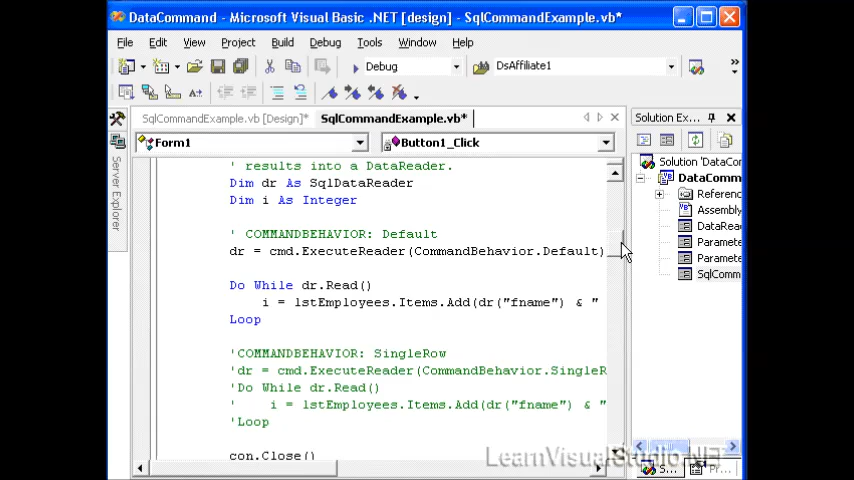 DataCommand - Microsoft Visual Basic .NET [design] - SqlCommandExample.vb*
File Edit View Project Build Debug Tools Window Help
Debug DsAffiliate1
SqlCommandExample.vb [Design]* SqlCommandExample.vb* Solution Ex...
Form1 Button1_Click
Server Explorer
Solution 'DataCor
DataComm
Referenc
Assembly
DataRea
Paramete
Paramete
SqlComm
' results into a DataReader.
Dim dr As SqlDataReader
Dim i As Integer
' COMMANDBEHAVIOR: Default
dr = cmd.ExecuteReader(CommandBehavior.Default)
Do While dr.Read()
i = lstEmployees.Items.Add(dr("fname") & "
Loop
'COMMANDBEHAVIOR: SingleRow
'dr = cmd.ExecuteReader(CommandBehavior.SingleR
'Do While dr.Read()
' i = lstEmployees.Items.Add(dr("fname") & "
'Loop
con.Close()
LearnVisualStudio.NET
S... Pr...